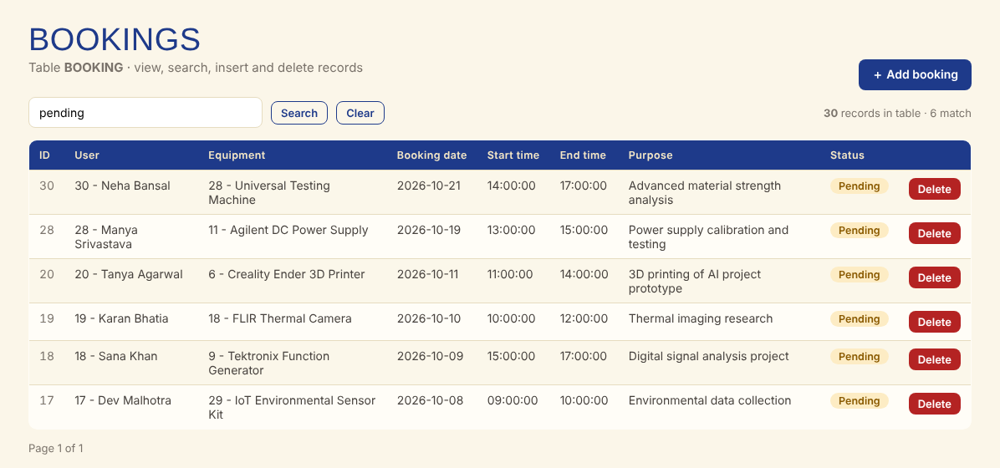 BOOKINGS
Table BOOKING · view, search, insert and delete records
+ Add booking
pending Search Clear 30 records in table · 6 match
ID User Equipment Booking date Start time End time Purpose Status
30 30 - Neha Bansal 28 - Universal Testing 2026-10-21 14:00:00 17:00:00 Advanced material strength Pending Delete
Machine analysis
28 28 - Manya 11 - Agilent DC Power Supply 2026-10-19 13:00:00 15:00:00 Power supply calibration and Pending Delete
Srivastava testing
20 20 - Tanya Agarwal 6 - Creality Ender 3D Printer 2026-10-11 11:00:00 14:00:00 3D printing of AI project Pending Delete
prototype
19 19 - Karan Bhatia 18 - FLIR Thermal Camera 2026-10-10 10:00:00 12:00:00 Thermal imaging research Pending Delete
18 18 - Sana Khan 9 - Tektronix Function 2026-10-09 15:00:00 17:00:00 Digital signal analysis project Pending Delete
Generator
17 17 - Dev Malhotra 29 - IoT Environmental Sensor 2026-10-08 09:00:00 10:00:00 Environmental data collection Pending Delete
Kit
Page 1 of 1